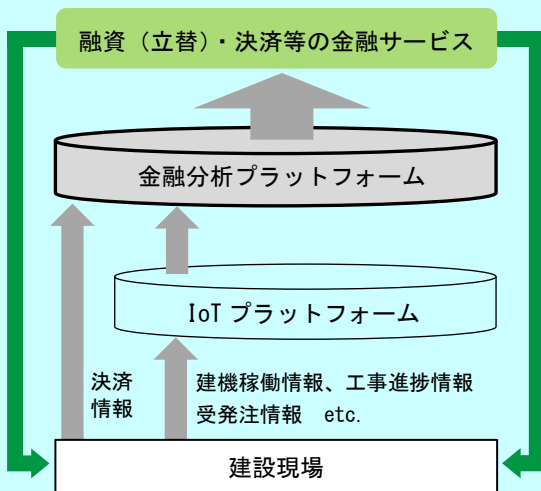 融資（立替）・決済等の金融サービス
金融分析プラットフォーム
IoT プラットフォーム
決済
情報
建機稼働情報、工事進捗情報
受発注情報　etc.
建設現場